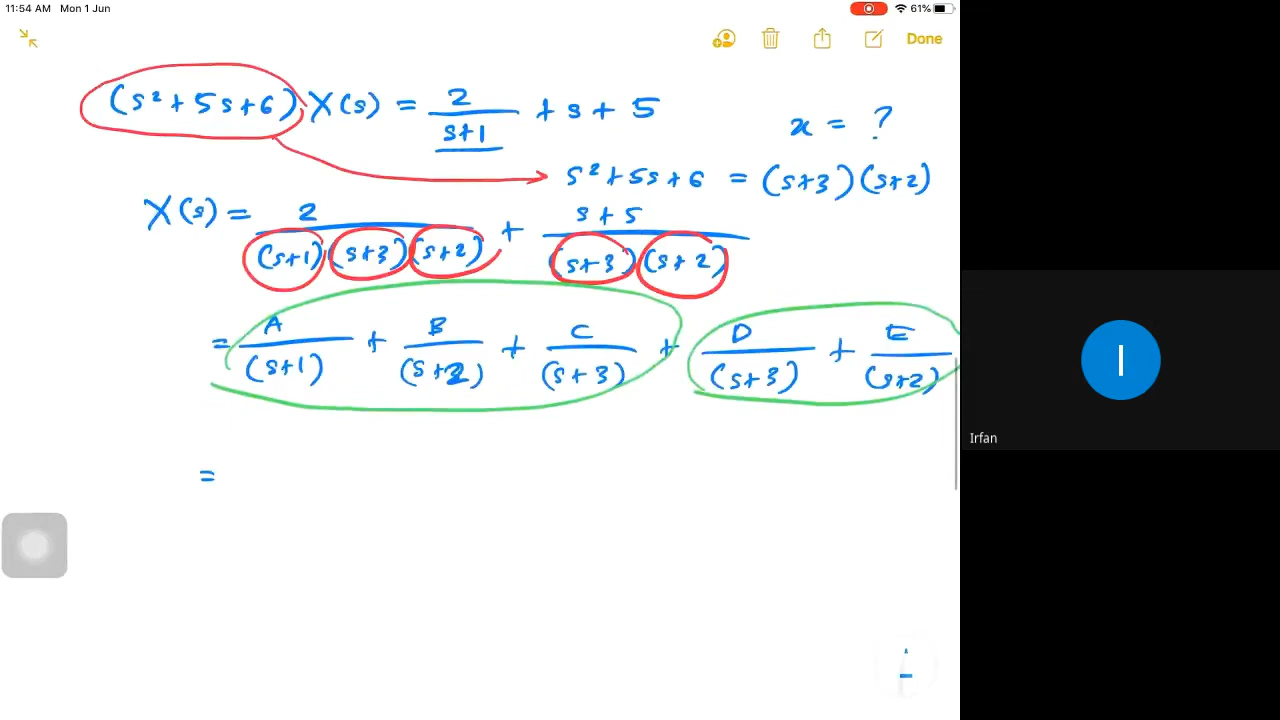 11:54 AM Mon 1 Jun 61%
Done
(s²+5s+6) X(s) = 2/(s+1) + s + 5
x = ?
s²+5s+6 = (s+3)(s+2)
X(s) = 2/((s+1)(s+3)(s+2)) + (s+5)/((s+3)(s+2))
= A/(s+1) + B/(s+2) + C/(s+3) + D/(s+3) + E/(s+2)
=
I
Irfan